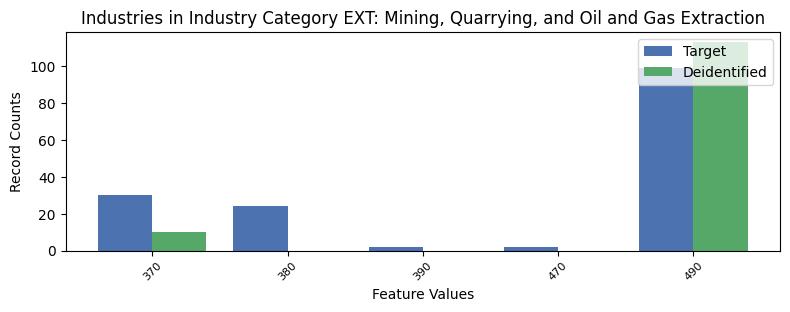 Industries in Industry Category EXT: Mining, Quarrying, and Oil and Gas Extraction
Target
Deidentified
Record Counts
100
80
60
40
20
0
370
380
390
470
490
Feature Values